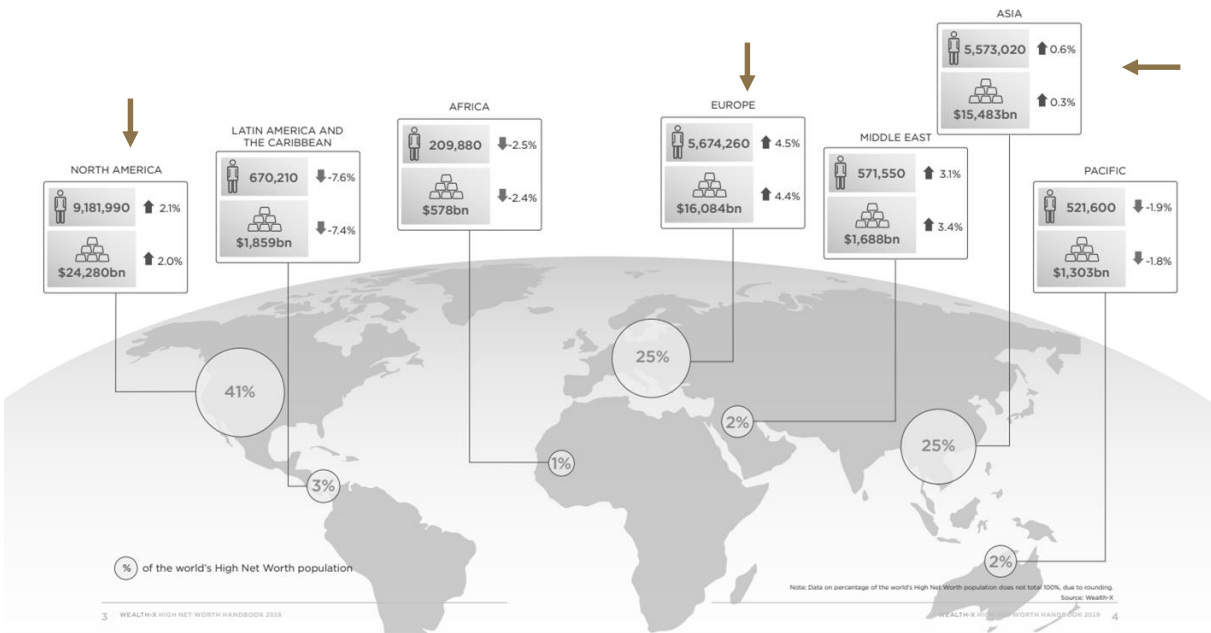 NORTH AMERICA
9,181,990 2.1%
$24,280bn 2.0%
LATIN AMERICA AND
THE CARIBBEAN
670,210 -7.6%
$1,859bn -7.4%
AFRICA
209,880 -2.5%
$578bn -2.4%
EUROPE
5,674,260 4.5%
$16,084bn 4.4%
MIDDLE EAST
571,550 3.1%
$1,688bn 3.4%
ASIA
5,573,020 0.6%
$15,483bn 0.3%
PACIFIC
521,600 -1.9%
$1,303bn -1.8%
41%
3%
1%
25%
2%
25%
2%
% of the world's High Net Worth population
Note: Data on percentage of the world's High Net Worth population does not total 100%, due to rounding.
Source: Wealth-X
3 WEALTH-X HIGH NET WORTH HANDBOOK 2019
WEALTH-X HIGH NET WORTH HANDBOOK 2019 4